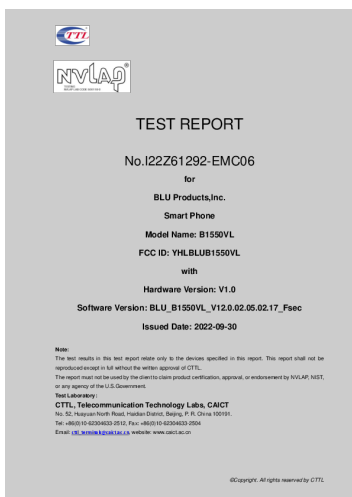 CTTL
NVLAP
TEST REPORT
No.I22Z61292-EMC06
for
BLU Products,Inc.
Smart Phone
Model Name: B1550VL
FCC ID: YHLBLUB1550VL
with
Hardware Version: V1.0
Software Version: BLU_B1550VL_V12.0.02.05.02.17_Fsec
Issued Date: 2022-09-30
Note:
The test results in this test report relate only to the devices specified in this report. This report shall not be
reproduced except in full without the written approval of CTTL.
The report must not be used by the client to claim product certification, approval, or endorsement by NVLAP, NIST,
or any agency of the U.S.Government.
Test Laboratory:
CTTL, Telecommunication Technology Labs, CAICT
No. 52, Huayuan North Road, Haidian District, Beijing, P. R. China 100191.
Tel: +86(0)10-62304633-2512, Fax: +86(0)10-62304633-2504
Email: cttl_terminals@caict.ac.cn, website: www.caict.ac.cn
©Copyright. All rights reserved by CTTL